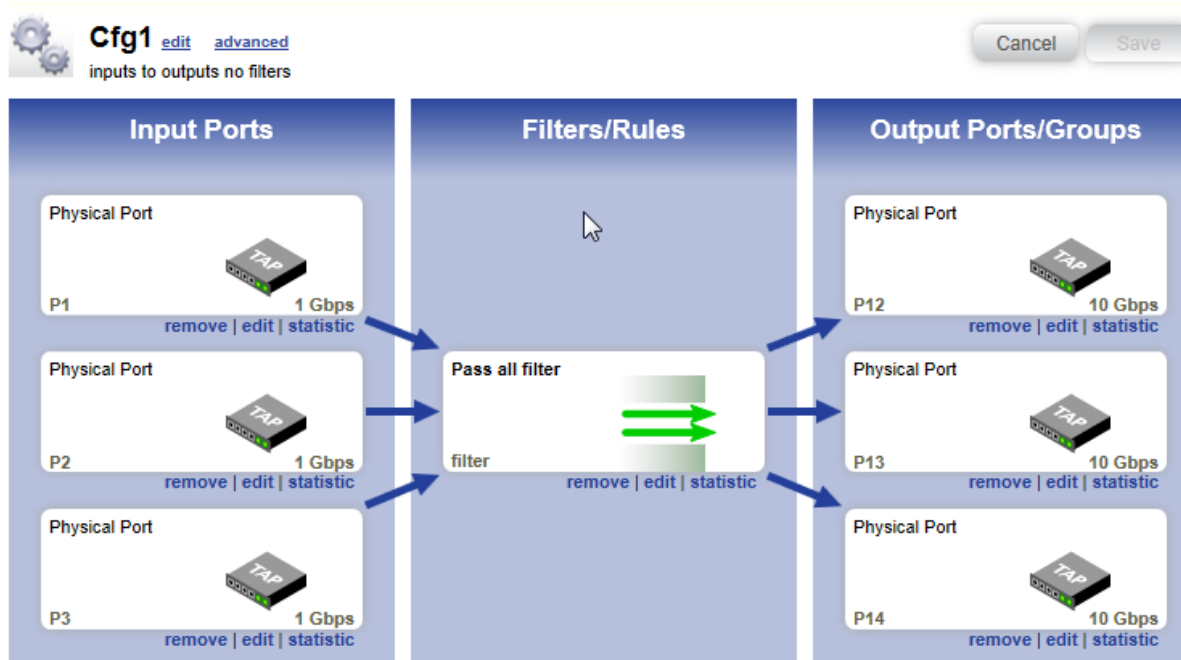 Cfg1 edit advanced
inputs to outputs no filters
Cancel Save
Input Ports
Physical Port
TAP
P1 1 Gbps
remove | edit | statistic
Physical Port
TAP
P2 1 Gbps
remove | edit | statistic
Physical Port
TAP
P3 1 Gbps
remove | edit | statistic
Filters/Rules
Pass all filter
filter
remove | edit | statistic
Output Ports/Groups
Physical Port
TAP
P12 10 Gbps
remove | edit | statistic
Physical Port
TAP
P13 10 Gbps
remove | edit | statistic
Physical Port
TAP
P14 10 Gbps
remove | edit | statistic